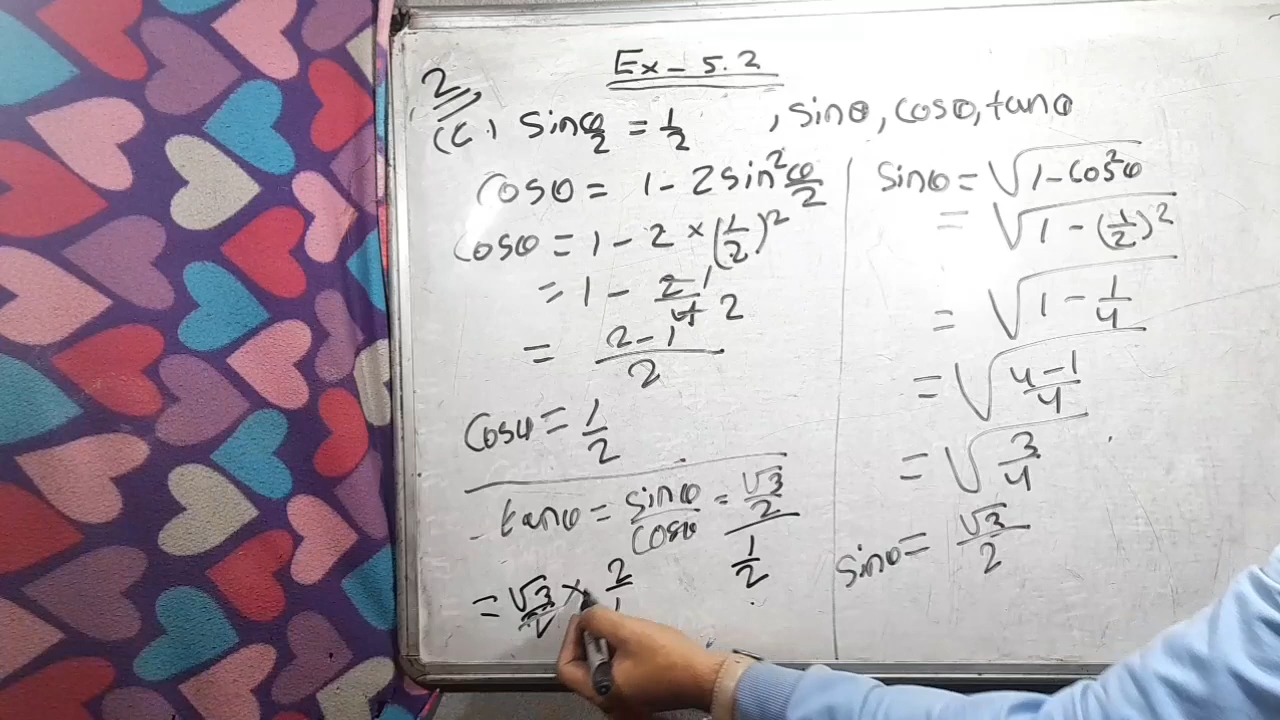 Ex - 5.2
2
(c) sinθ/2 = 1/2 , sinθ, cosθ, tanθ
cosθ = 1 - 2sin²θ/2
cosθ = 1 - 2 × (1/2)²
= 1 - 2 1/4 2
= 2-1/2
cosθ = 1/2
tanθ = sinθ/cosθ = √3/2 / 1/2
= √3/2 × 2/1
sinθ = √1-cos²θ
= √1 - (1/2)²
= √1 - 1/4
= √4-1/4
= √3/4
sinθ = √3/2